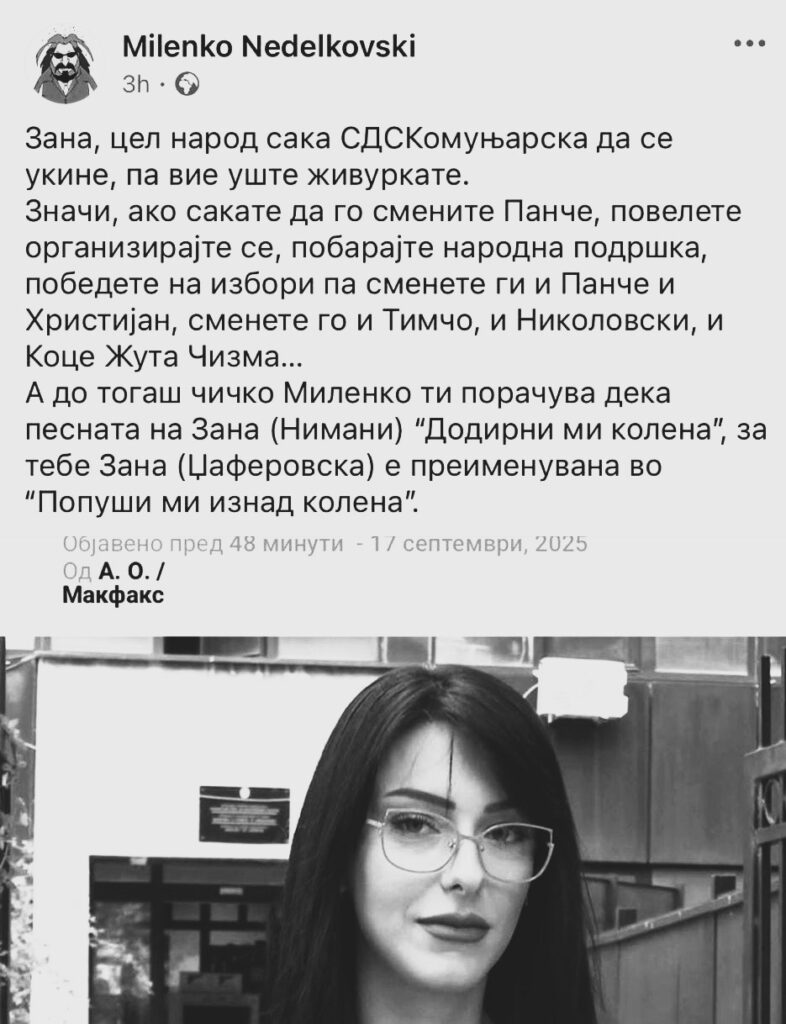 Milenko Nedelkovski
3h ·
Зана, цел народ сака СДСКомуњарска да се
укине, па вие уште живуркате.
Значи, ако сакате да го смените Панче, повелете
организирајте се, побарајте народна подршка,
победете на избори па сменете ги и Панче и
Христијан, сменете го и Тимчо, и Николовски, и
Коце Жута Чизма...
А до тогаш чичко Миленко ти порачува дека
песната на Зана (Нимани) “Додирни ми колена”, за
тебе Зана (Џаферовска) е преименувана во
“Попуши ми изнад колена”.
Објавено пред 48 минути - 17 септември, 2025
Од А. О. /
Макфакс